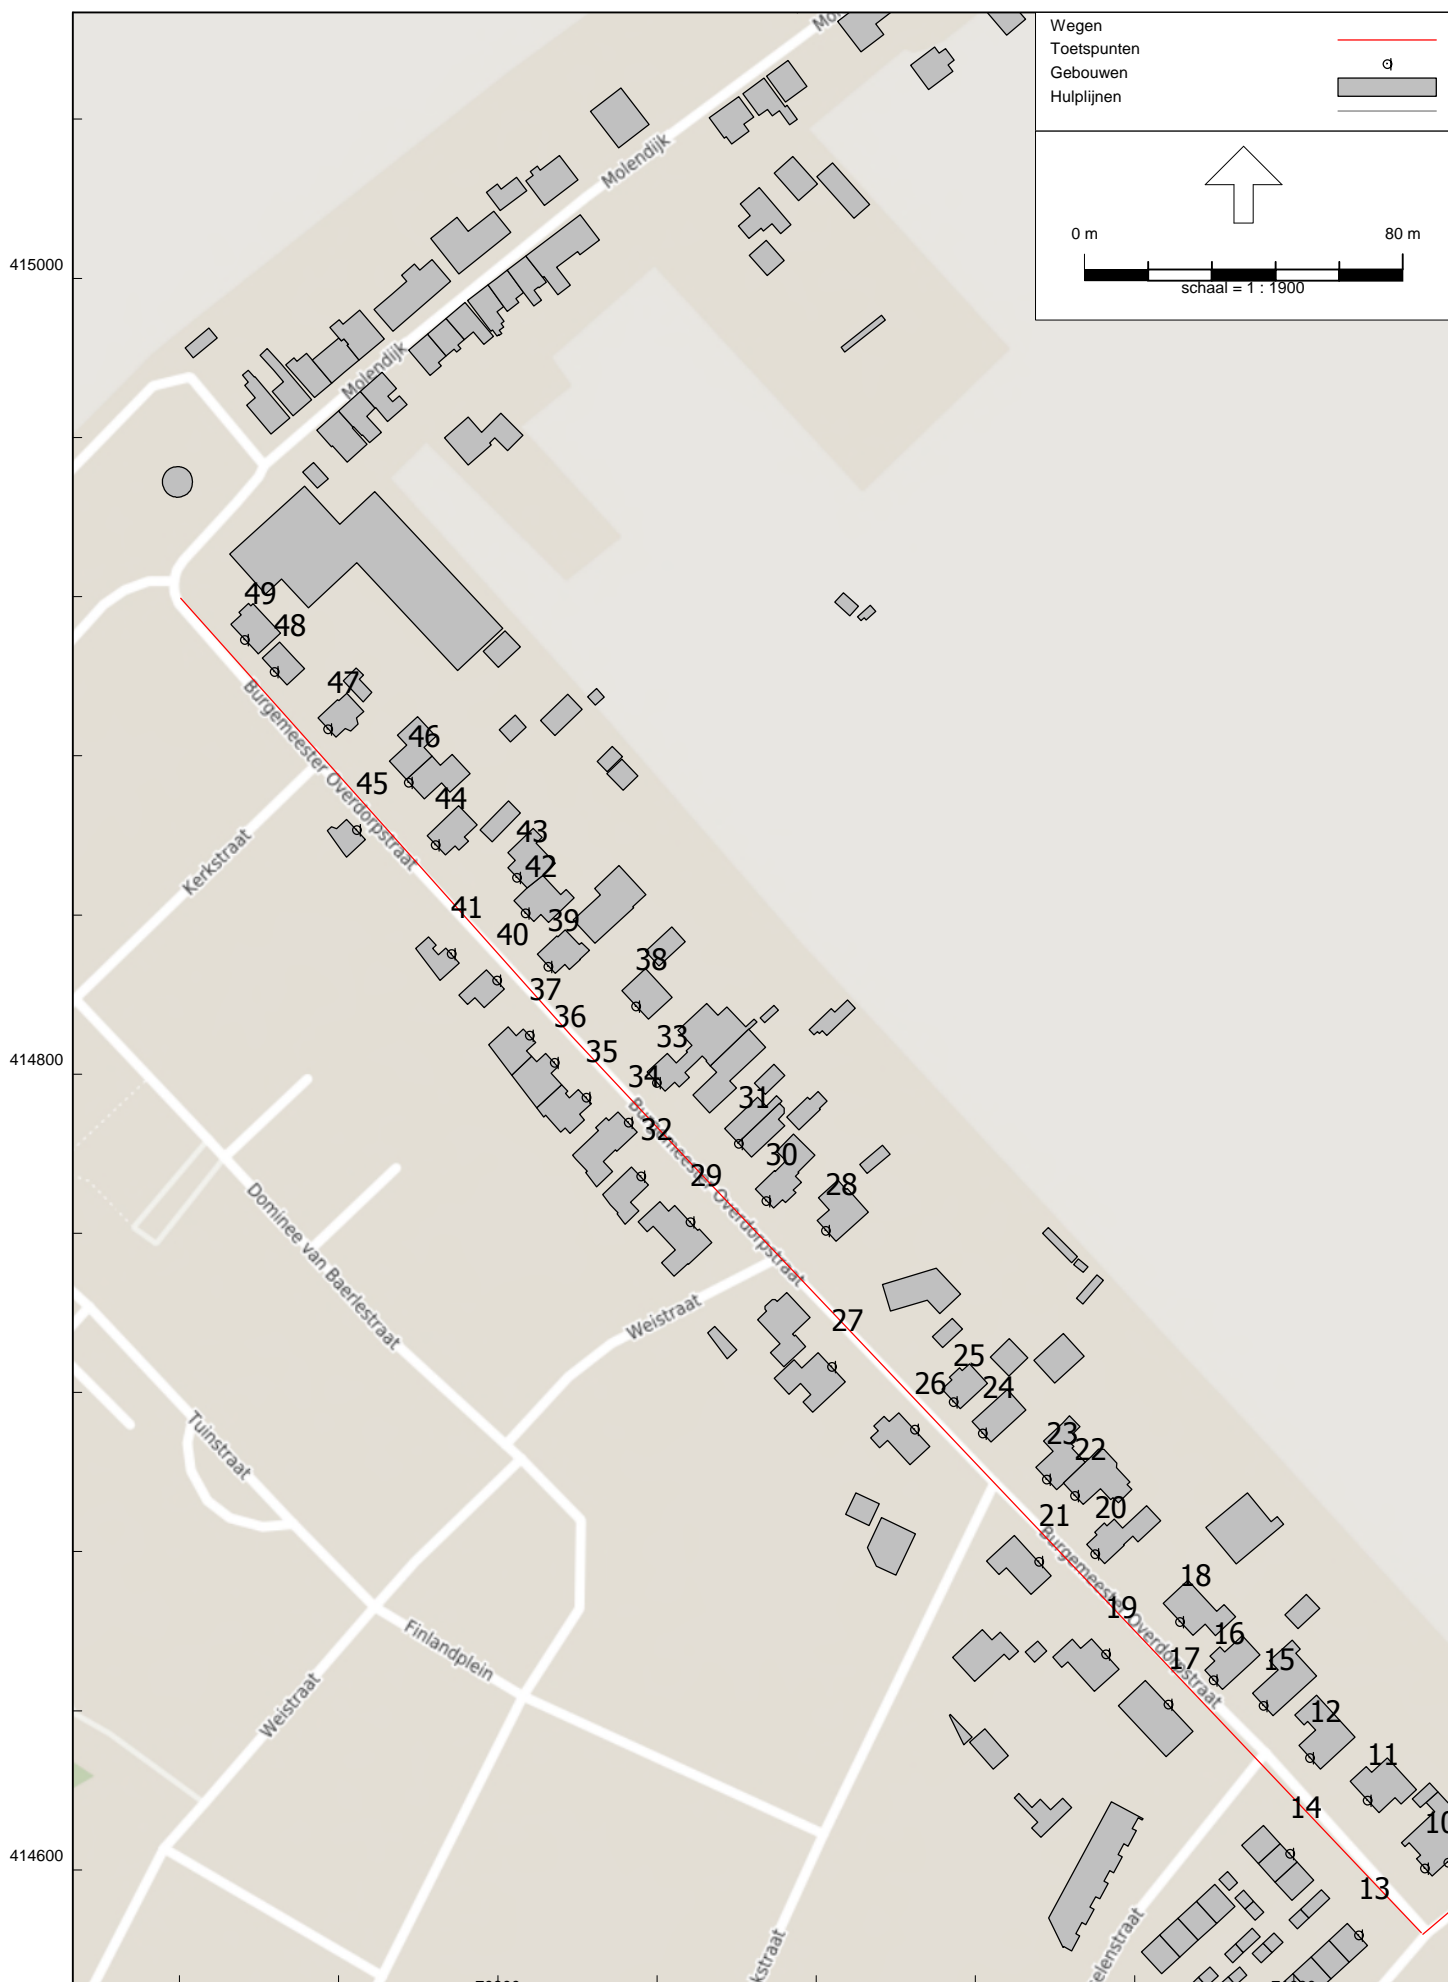 Wegen
Toetspunten
Gebouwen
Hulplijnen
0 m
80 m
schaal = 1 : 1900
Molendijk
Molendijk
415000
49
48
47
Burgemeester Overdorpstraat
46
45
44
Kerkstraat
43
42
41
39
40
38
37
36
33
35
414800
34
31
32
30
29
28
Burgemeester Overdorpstraat
Dominee van Baerlestraat
Weistraat
27
25
26
24
Tuinstraat
23
22
20
21
Burgemeester Overdorpstraat
18
19
16
17
15
Finlandplein
Weistraat
12
11
14
10
414600
13